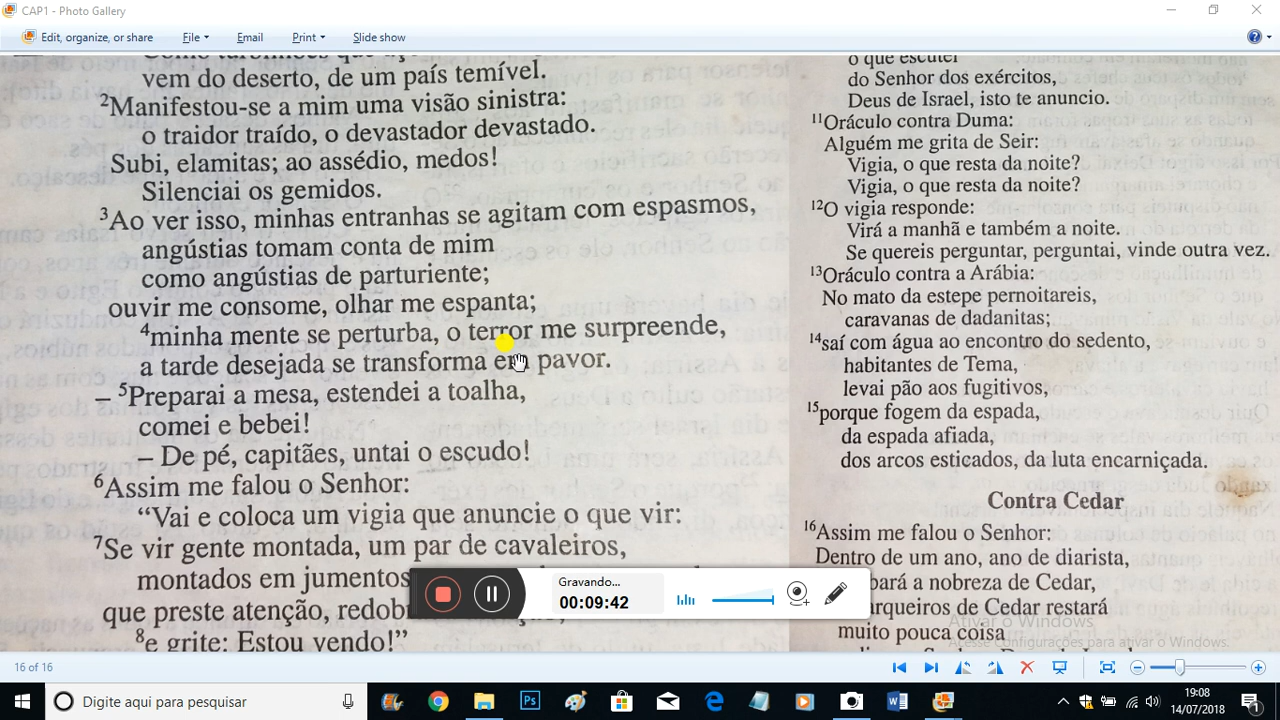 CAP1 - Photo Gallery
Edit, organize, or share File Email Print Slide show
vem do deserto, de um país temível.
2Manifestou-se a mim uma visão sinistra:
o traidor traído, o devastador devastado.
Subi, elamitas; ao assédio, medos!
Silenciai os gemidos.
3Ao ver isso, minhas entranhas se agitam com espasmos,
angústias tomam conta de mim
como angústias de parturiente;
ouvir me consome, olhar me espanta;
4minha mente se perturba, o terror me surpreende,
a tarde desejada se transforma em pavor.
– 5Preparai a mesa, estendei a toalha,
comei e bebei!
– De pé, capitães, untai o escudo!
6Assim me falou o Senhor:
“Vai e coloca um vigia que anuncie o que vir:
7Se vir gente montada, um par de cavaleiros,
montados em jumentos
que preste atenção,
8e grite: Estou vendo!”
o que escutei
do Senhor dos exércitos,
Deus de Israel, isto te anuncio.
11Oráculo contra Duma:
Alguém me grita de Seir:
Vigia, o que resta da noite?
Vigia, o que resta da noite?
12O vigia responde:
Virá a manhã e também a noite.
Se quereis perguntar, perguntai, vinde outra vez.
13Oráculo contra a Arábia:
No mato da estepe pernoitareis,
caravanas de dadanitas;
14saí com água ao encontro do sedento,
habitantes de Tema,
levai pão aos fugitivos,
15porque fogem da espada,
da espada afiada,
dos arcos esticados, da luta encarniçada.
Contra Cedar
16Assim me falou o Senhor:
Dentro de um ano, ano de diarista,
a nobreza de Cedar,
de Cedar restará
muito pouca coisa
Gravando...
00:09:42
Ativar o Windows
Acesse Configurações para ativar o Windows.
16 of 16
Digite aqui para pesquisar
19:08
14/07/2018